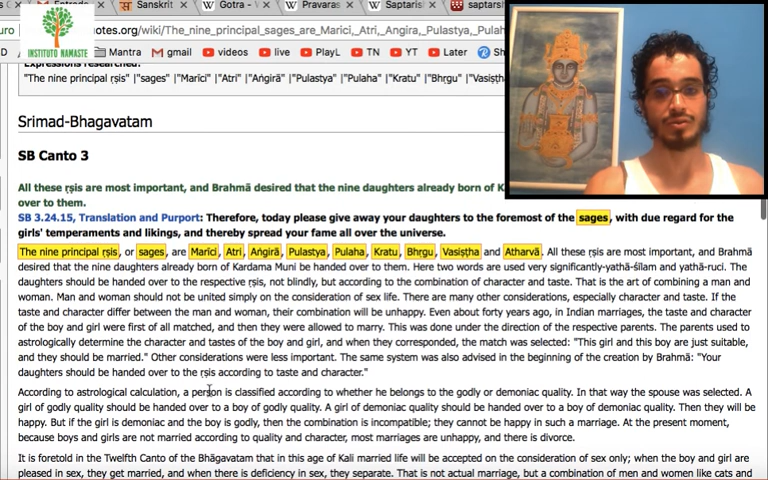 Sanskrit
Gotra -
Pravaras
Saptaris
saptars
INSTITUTO NAMASTE
otes.org/wiki/The_nine_principal_sages_are_Marici,_Atri,_Angira,_Pulastya,_Pulah
Mantra gmail videos live PlayL TN YT Later
Expressions researched:
"The nine principal ṛṣis" |"sages" |"Marīci" |"Atri" |"Aṅgirā" |"Pulastya" |"Pulaha" |"Kratu" |"Bhṛgu" |"Vasiṣṭha
Srimad-Bhagavatam
SB Canto 3
All these ṛṣis are most important, and Brahmā desired that the nine daughters already born of K
over to them.
SB 3.24.15, Translation and Purport: Therefore, today please give away your daughters to the foremost of the sages, with due regard for the
girls' temperaments and likings, and thereby spread your fame all over the universe.
The nine principal ṛṣis, or sages, are Marīci, Atri, Aṅgirā, Pulastya, Pulaha, Kratu, Bhṛgu, Vasiṣṭha and Atharvā. All these ṛṣis are most important, and Brahmā
desired that the nine daughters already born of Kardama Muni be handed over to them. Here two words are used very significantly-yathā-śīlam and yathā-ruci. The
daughters should be handed over to the respective ṛṣis, not blindly, but according to the combination of character and taste. That is the art of combining a man and
woman. Man and woman should not be united simply on the consideration of sex life. There are many other considerations, especially character and taste. If the
taste and character differ between the man and woman, their combination will be unhappy. Even about forty years ago, in Indian marriages, the taste and character
of the boy and girl were first of all matched, and then they were allowed to marry. This was done under the direction of the respective parents. The parents used to
astrologically determine the character and tastes of the boy and girl, and when they corresponded, the match was selected: "This girl and this boy are just suitable,
and they should be married." Other considerations were less important. The same system was also advised in the beginning of the creation by Brahmā: "Your
daughters should be handed over to the ṛṣis according to taste and character."
According to astrological calculation, a person is classified according to whether he belongs to the godly or demoniac quality. In that way the spouse was selected. A
girl of godly quality should be handed over to a boy of godly quality. A girl of demoniac quality should be handed over to a boy of demoniac quality. Then they will be
happy. But if the girl is demoniac and the boy is godly, then the combination is incompatible; they cannot be happy in such a marriage. At the present moment,
because boys and girls are not married according to quality and character, most marriages are unhappy, and there is divorce.
It is foretold in the Twelfth Canto of the Bhāgavatam that in this age of Kali married life will be accepted on the consideration of sex only; when the boy and girl are
pleased in sex, they get married, and when there is deficiency in sex, they separate. That is not actual marriage, but a combination of men and women like cats and